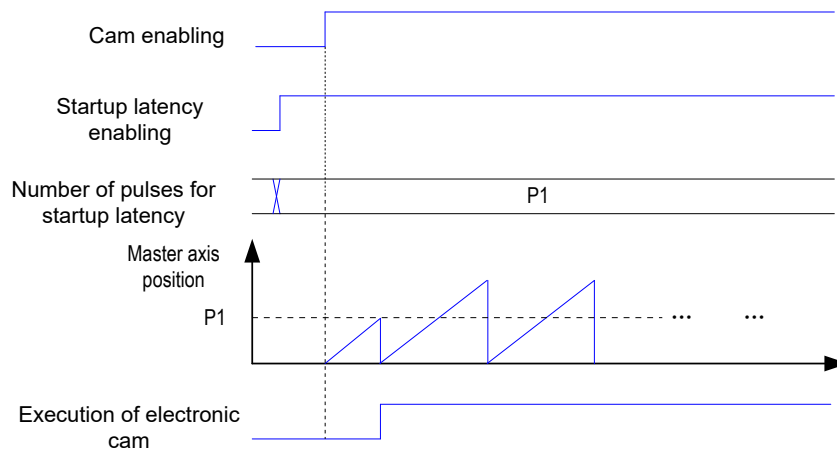 Cam enabling
Startup latency
enabling
Number of pulses for
startup latency
P1
Master axis
position
P1
... ...
Execution of electronic
cam